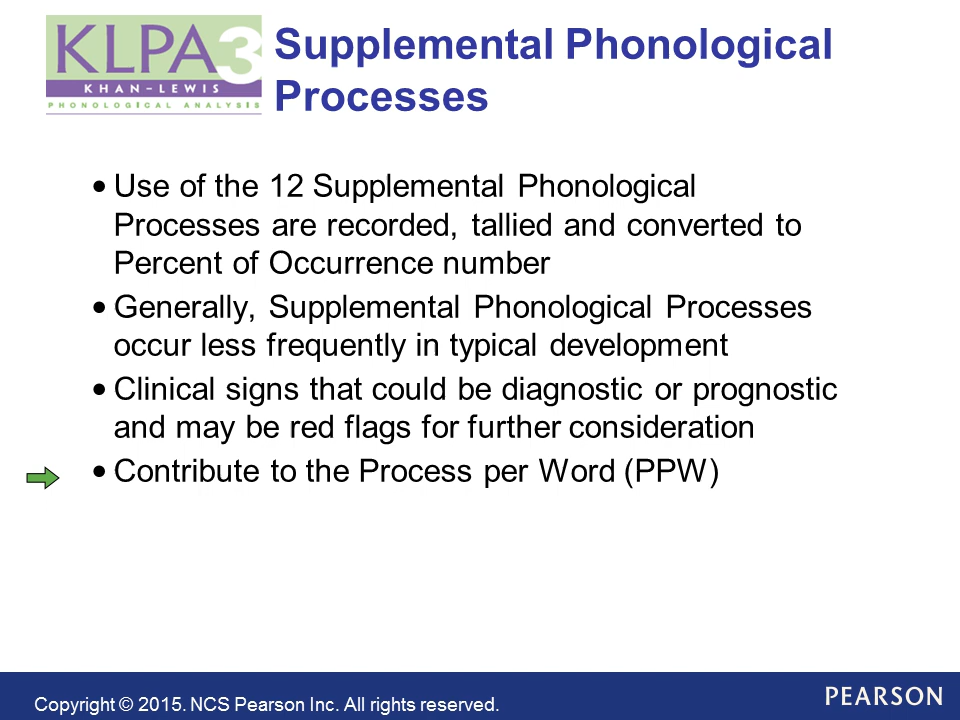 KLPA3
KHAN–LEWIS
PHONOLOGICAL ANALYSIS
Supplemental Phonological
Processes
• Use of the 12 Supplemental Phonological
Processes are recorded, tallied and converted to
Percent of Occurrence number
• Generally, Supplemental Phonological Processes
occur less frequently in typical development
• Clinical signs that could be diagnostic or prognostic
and may be red flags for further consideration
• Contribute to the Process per Word (PPW)
Copyright © 2015. NCS Pearson Inc. All rights reserved.
PEARSON